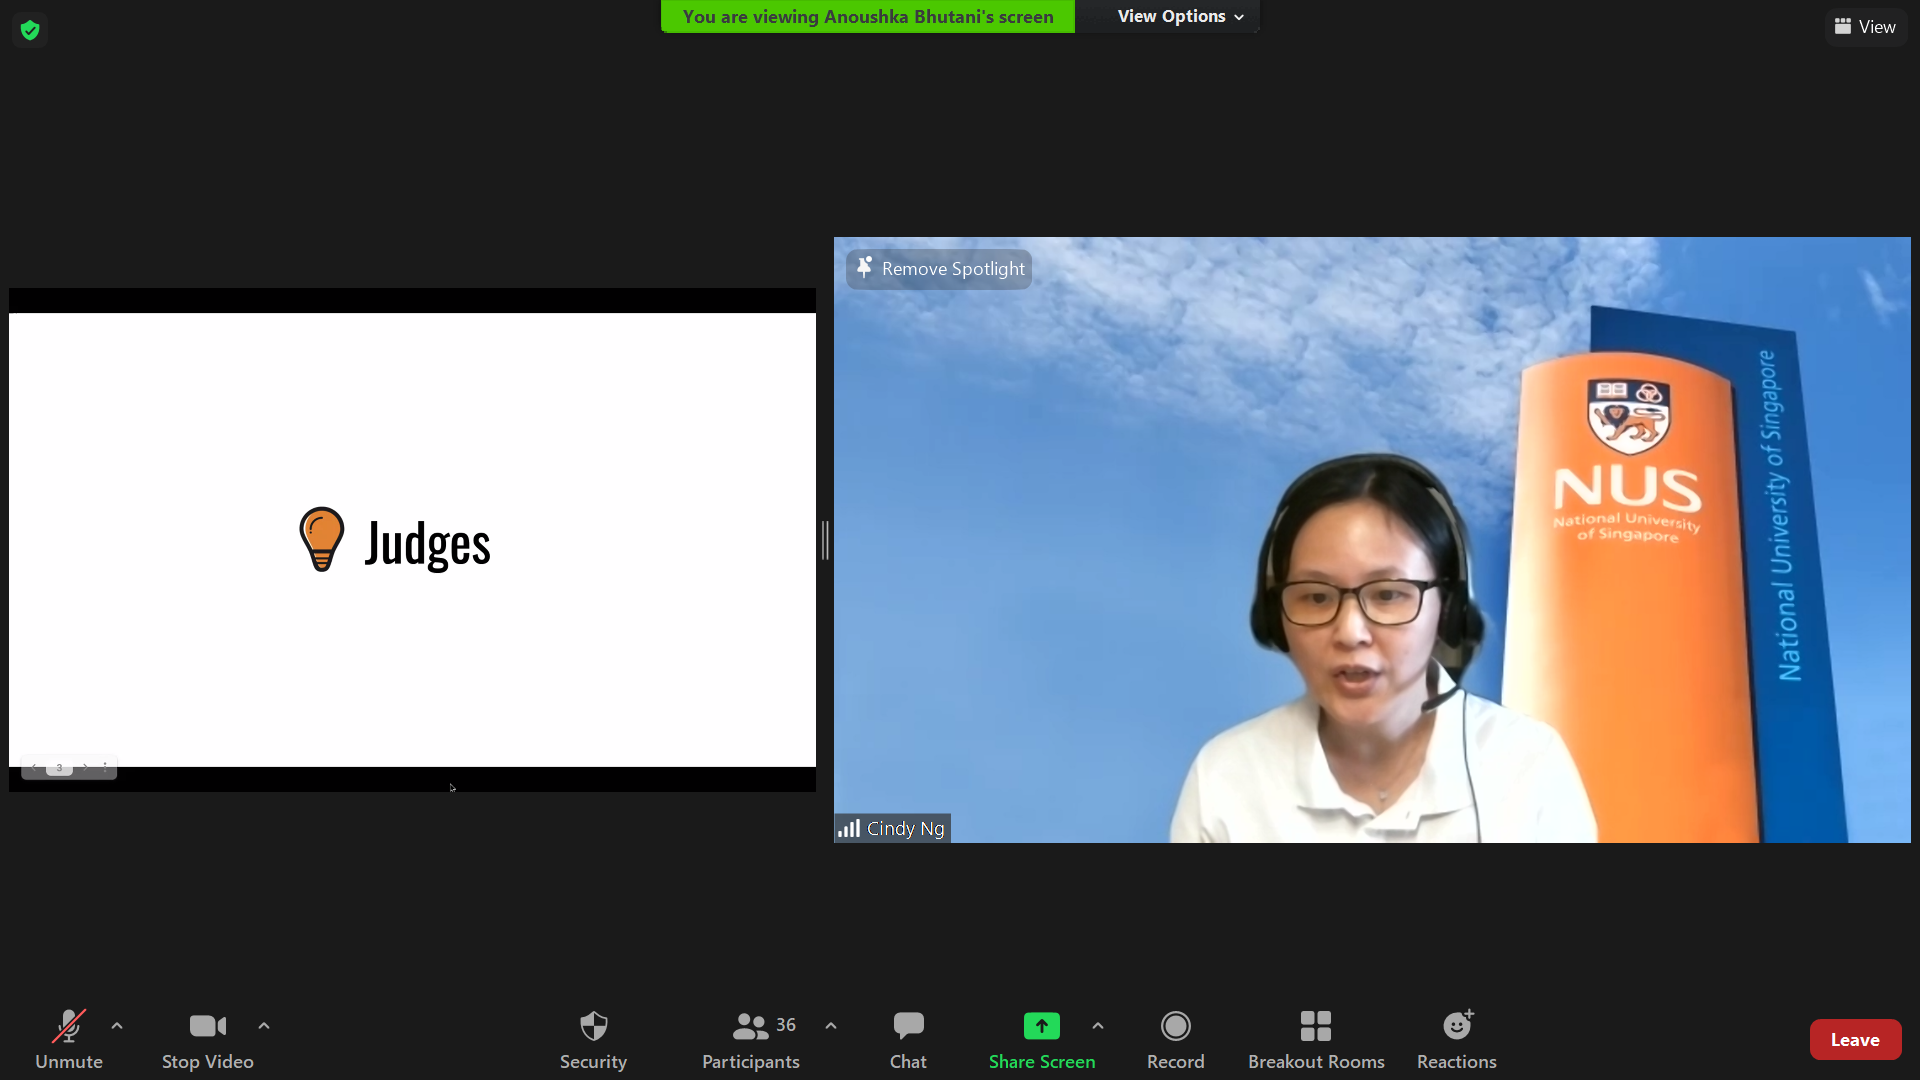 You are viewing Anoushka Bhutani's screen
View Options
View
Remove Spotlight
Judges
3
NUS
National University
of Singapore
National University of Singapore
Cindy Ng
36
Unmute
Stop Video
Security
Participants
Chat
Share Screen
Record
Breakout Rooms
Reactions
Leave